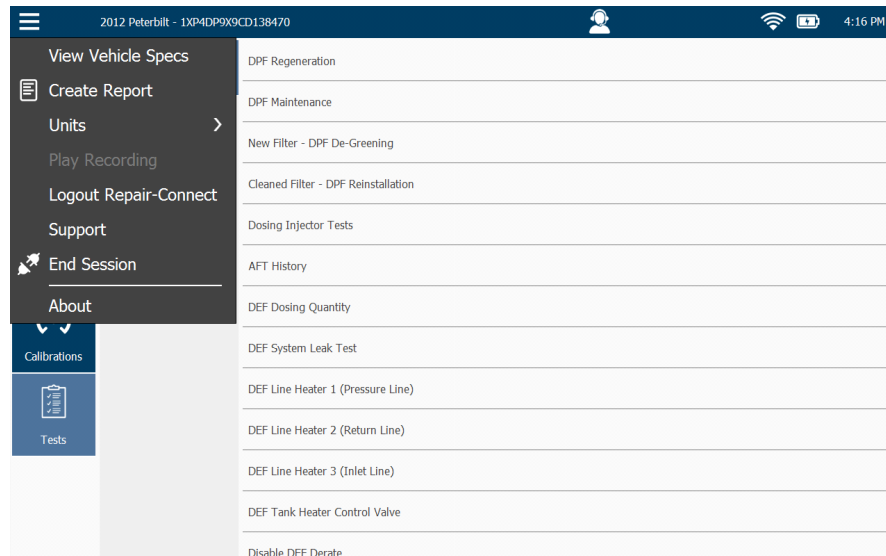 2012 Peterbilt - 1XP4DP9X9CD138470
4:16 PM
View Vehicle Specs
Create Report
Units
Play Recording
Logout Repair-Connect
Support
End Session
About
Calibrations
Tests
DPF Regeneration
DPF Maintenance
New Filter - DPF De-Greening
Cleaned Filter - DPF Reinstallation
Dosing Injector Tests
AFT History
DEF Dosing Quantity
DEF System Leak Test
DEF Line Heater 1 (Pressure Line)
DEF Line Heater 2 (Return Line)
DEF Line Heater 3 (Inlet Line)
DEF Tank Heater Control Valve
Disable DEF Derate